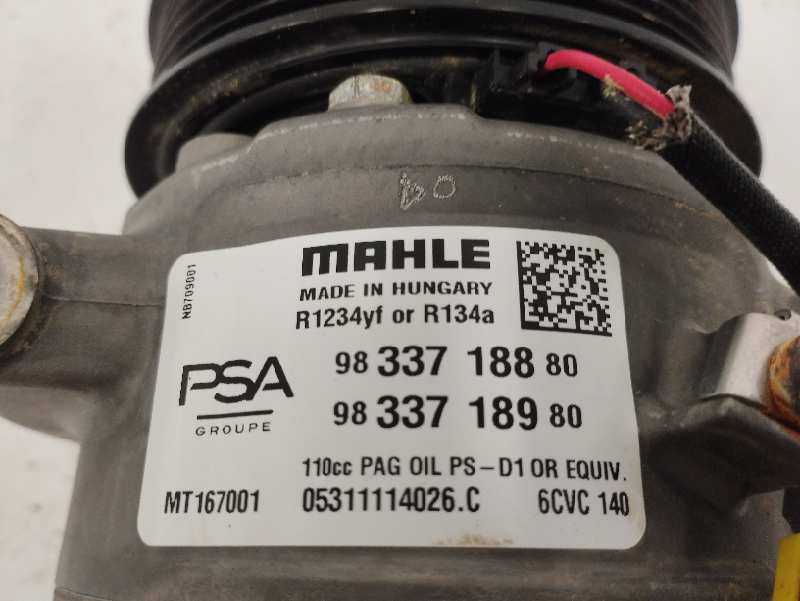 MAHLE
MADE IN HUNGARY
R1234yf or R134a
NB709001
PSA
GROUPE
98 337 188 80
98 337 189 80
110cc PAG OIL PS-D1 OR EQUIV.
MT167001 05311114026.C 6CVC 140